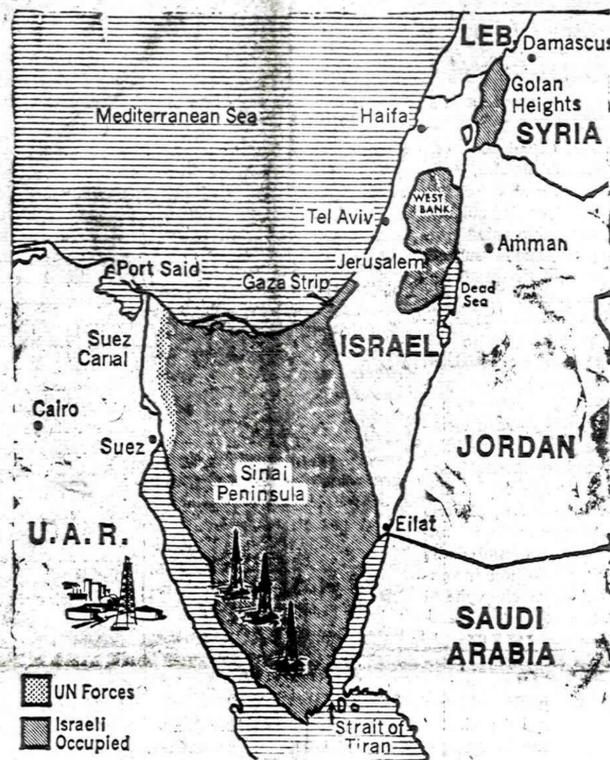 LEB.
Damascus
Golan
Heights
SYRIA
Mediterranean Sea
Haifa
WEST
BANK
Tel Aviv
Amman
Jerusalem
Port Said
Gaza Strip
Dead
Sea
Suez
Canal
ISRAEL
Cairo
Suez
JORDAN
Sinai
Peninsula
Eilat
U.A.R.
SAUDI
ARABIA
UN Forces
Israeli
Occupied
Strait of
Tiran